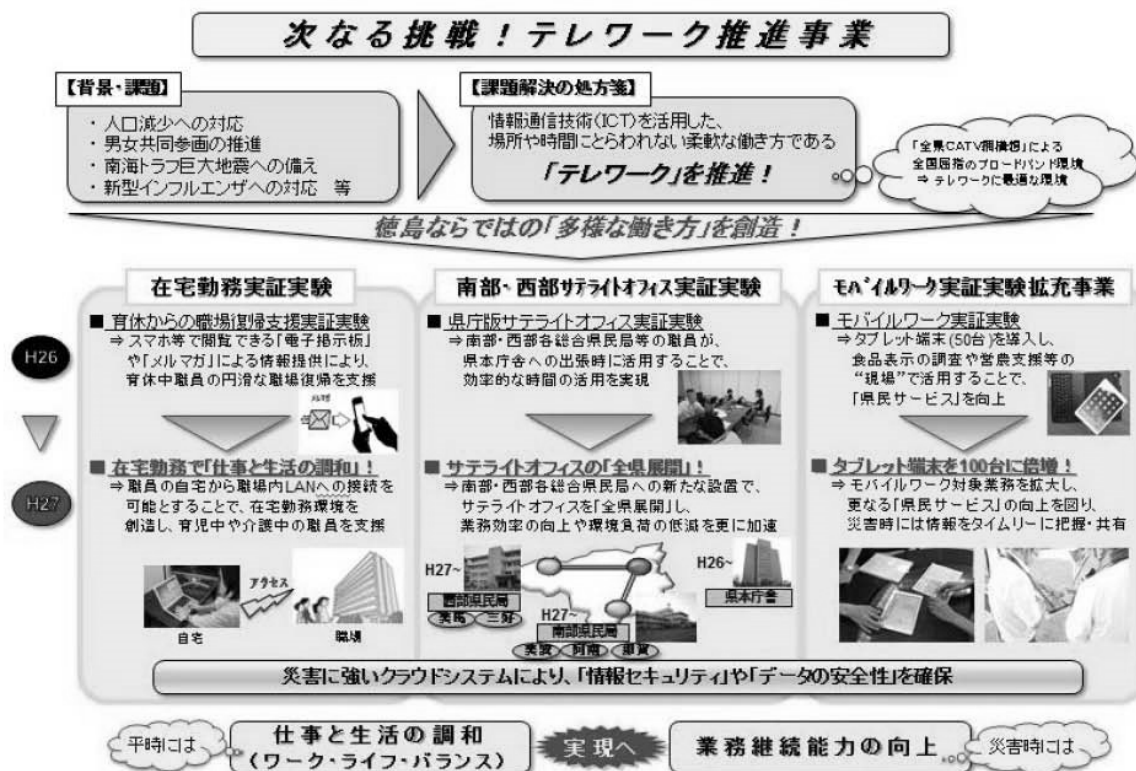 次なる挑戦！テレワーク推進事業
【背景・課題】
・人口減少への対応
・男女共同参画の推進
・南海トラフ巨大地震への備え
・新型インフルエンザへの対応　等
【課題解決の処方箋】
情報通信技術(ICT)を活用した、
場所や時間にとらわれない柔軟な働き方である
「テレワーク」を推進！
「全県CATV網構想」による
全国屈指のブロードバンド環境
⇒ テレワークに最適な環境
徳島ならではの「多様な働き方」を創造！
H26
H27
在宅勤務実証実験
■ 育休からの職場復帰支援実証実験
⇒ スマホ等で閲覧できる「電子掲示板」
や「メルマガ」による情報提供により、
育休中職員の円滑な職場復帰を支援
メルマガ
■ 在宅勤務で「仕事と生活の調和」！
⇒ 職員の自宅から職場内LANへの接続を
可能とすることで、在宅勤務環境を
創造し、育児中や介護中の職員を支援
アクセス
自宅
職場
南部・西部サテライトオフィス実証実験
■ 県庁版サテライトオフィス実証実験
⇒ 南部・西部各総合県民局等の職員が、
県本庁舎への出張時に活用することで、
効率的な時間の活用を実現
■ サテライトオフィスの「全県展開」！
⇒ 南部・西部各総合県民局への新たな設置で、
サテライトオフィスを「全県展開」し、
業務効率の向上や環境負荷の低減を更に加速
H27~
西部県民局
美馬
三好
H26~
県本庁舎
H27~
南部県民局
美波
阿南
那賀
モバイルワーク実証実験拡充事業
■ モバイルワーク実証実験
⇒ タブレット端末(50台)を導入し、
食品表示の調査や営農支援等の
“現場”で活用することで、
「県民サービス」を向上
■ タブレット端末を100台に倍増！
⇒ モバイルワーク対象業務を拡大し、
更なる「県民サービス」の向上を図り、
災害時には情報をタイムリーに把握・共有
災害に強いクラウドシステムにより、「情報セキュリティ」や「データの安全性」を確保
平時には
仕事と生活の調和
（ワーク・ライフ・バランス）
実現へ
業務継続能力の向上
災害時には